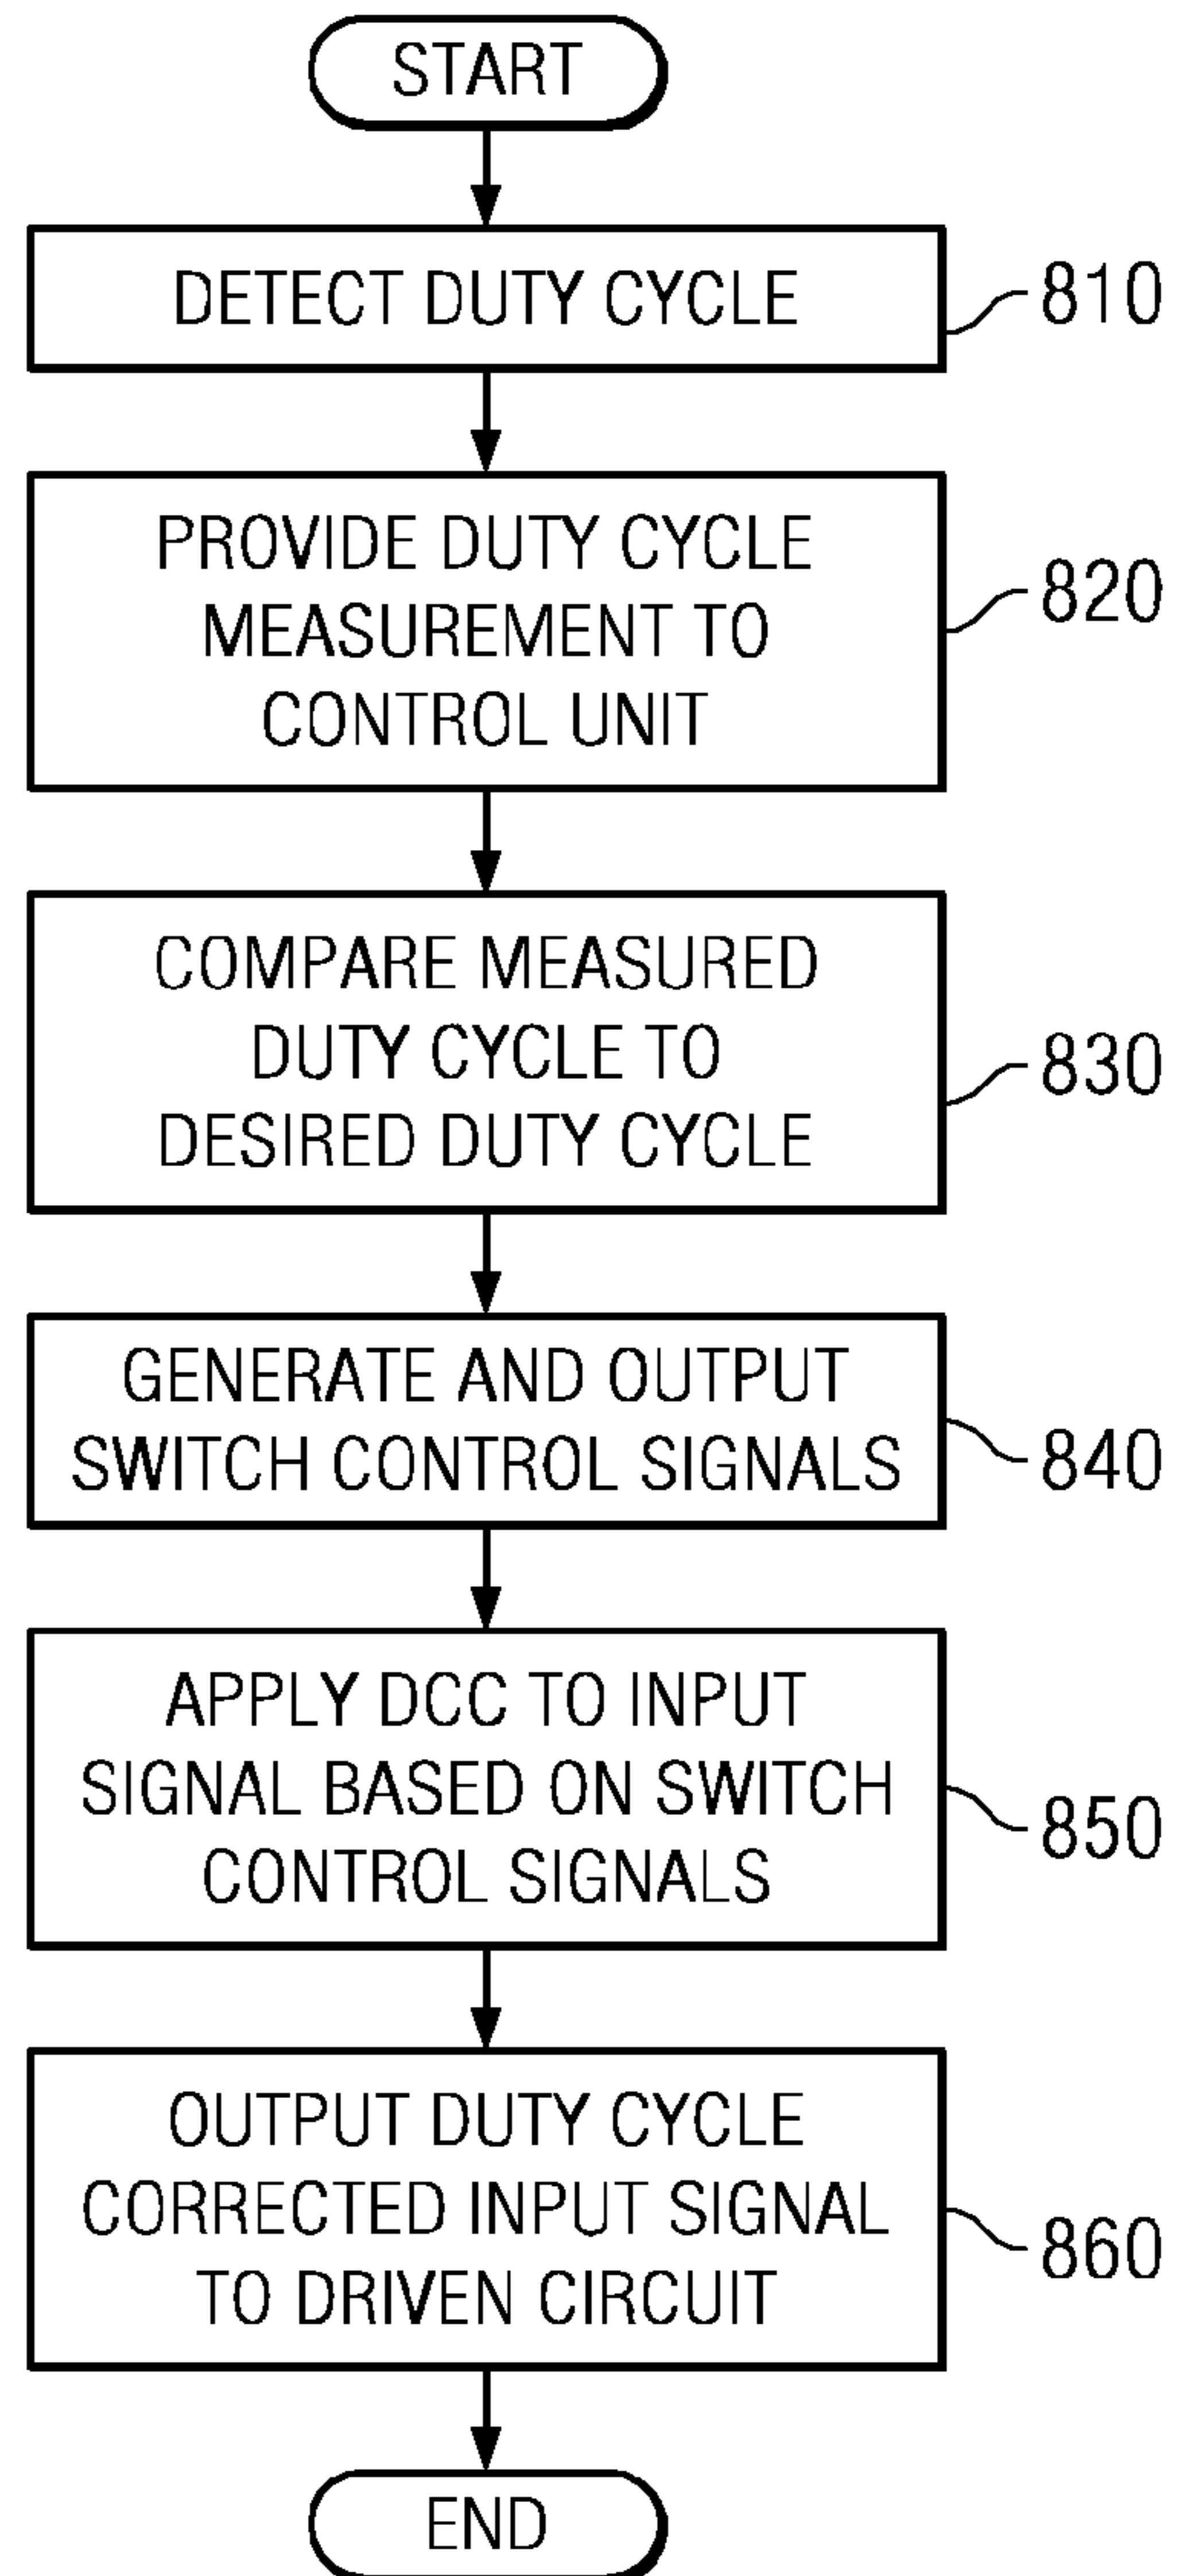 START
DETECT DUTY CYCLE
810
PROVIDE DUTY CYCLE
MEASUREMENT TO
CONTROL UNIT
820
COMPARE MEASURED
DUTY CYCLE TO
DESIRED DUTY CYCLE
830
GENERATE AND OUTPUT
SWITCH CONTROL SIGNALS
840
APPLY DCC TO INPUT
SIGNAL BASED ON SWITCH
CONTROL SIGNALS
850
OUTPUT DUTY CYCLE
CORRECTED INPUT SIGNAL
TO DRIVEN CIRCUIT
860
END